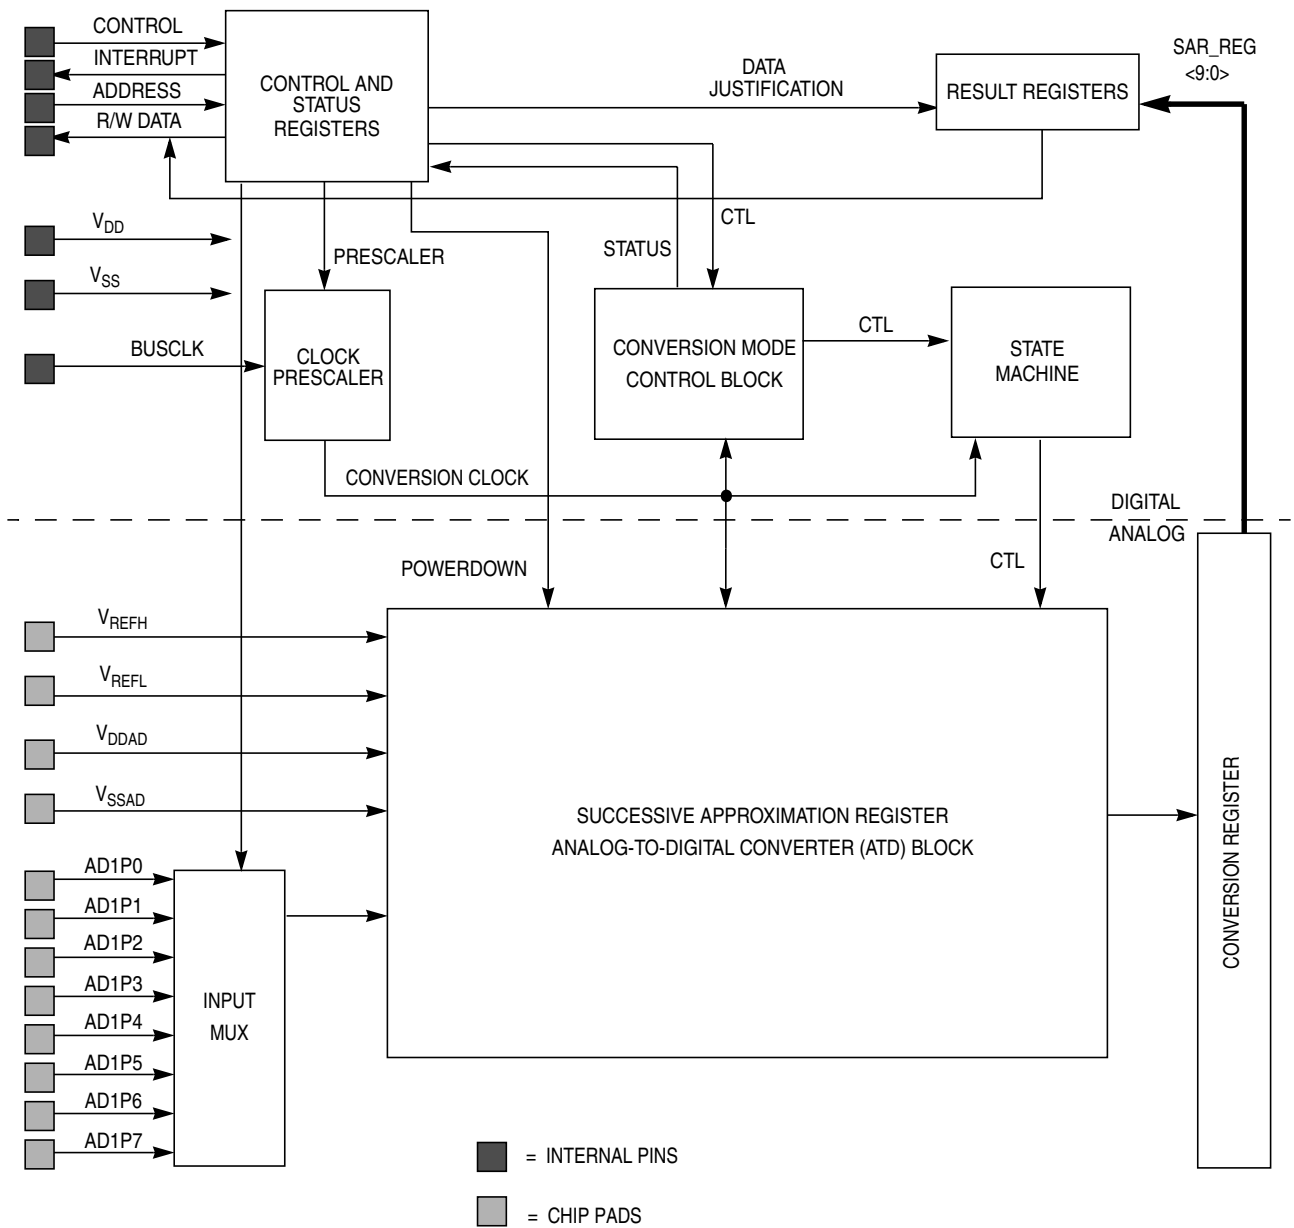 CONTROL
INTERRUPT
ADDRESS
R/W DATA
CONTROL AND
STATUS
REGISTERS
DATA
JUSTIFICATION
RESULT REGISTERS
SAR_REG
<9:0>
VDD
VSS
BUSCLK
PRESCALER
CLOCK
PRESCALER
STATUS
CTL
CONVERSION MODE
CONTROL BLOCK
CTL
STATE
MACHINE
CONVERSION CLOCK
DIGITAL
ANALOG
POWERDOWN
CTL
VREFH
VREFL
VDDAD
VSSAD
SUCCESSIVE APPROXIMATION REGISTER
ANALOG-TO-DIGITAL CONVERTER (ATD) BLOCK
CONVERSION REGISTER
AD1P0
AD1P1
AD1P2
AD1P3
AD1P4
AD1P5
AD1P6
AD1P7
INPUT
MUX
= INTERNAL PINS
= CHIP PADS